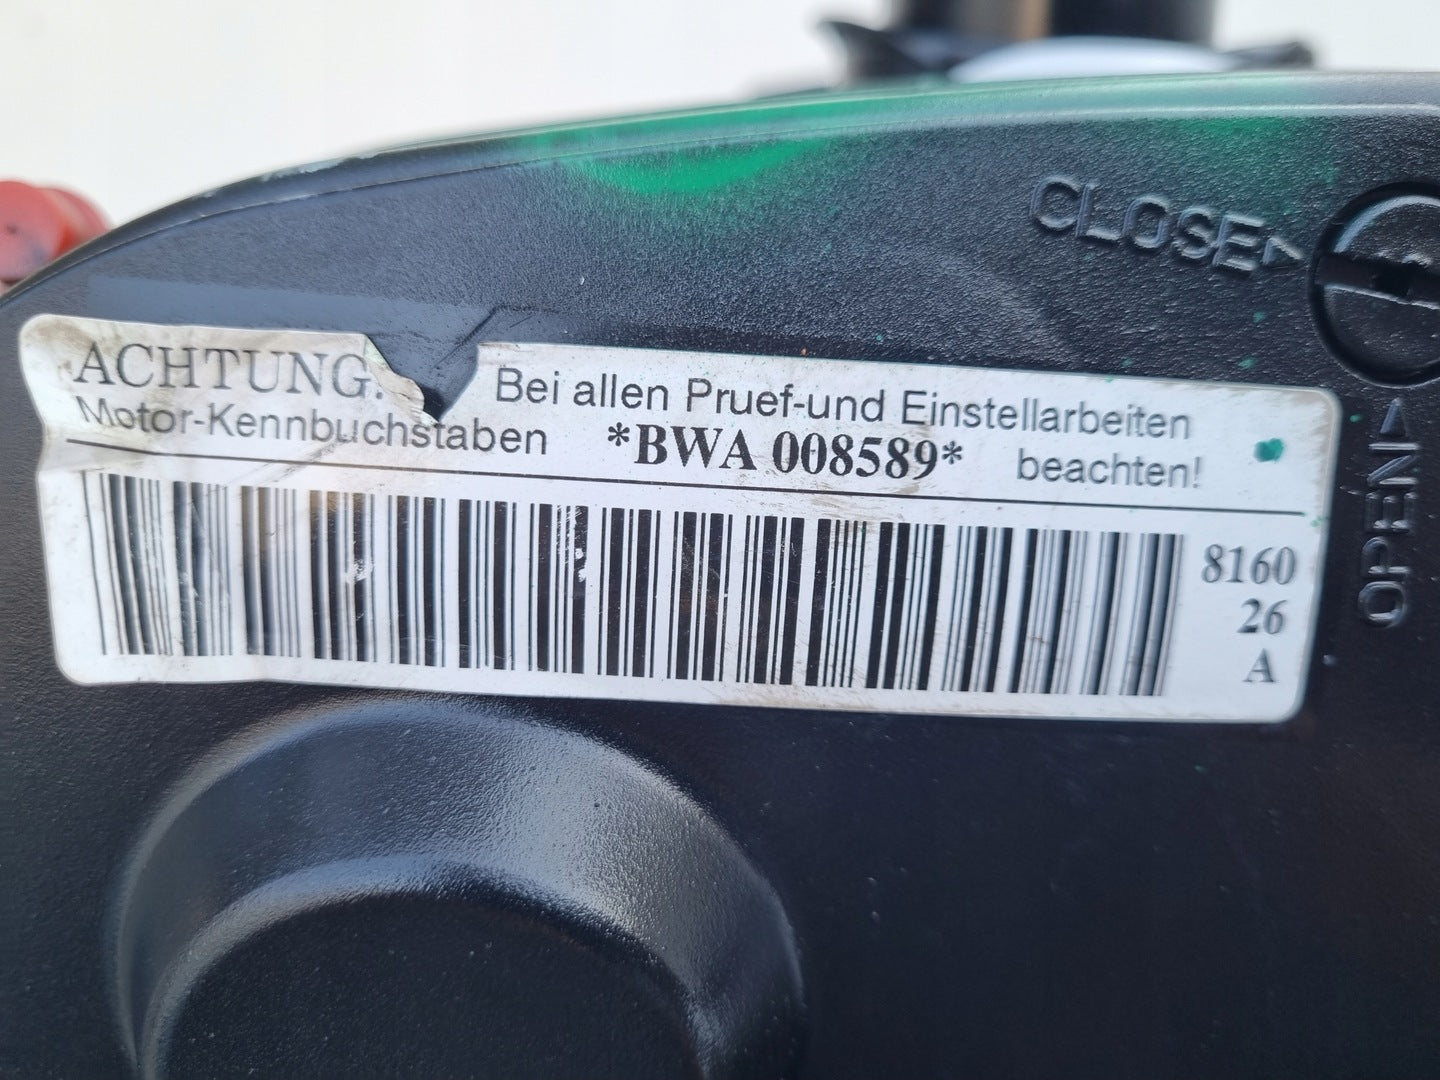 CLOSE
ACHTUNG! Bei allen Pruef-und Einstellarbeiten
Motor-Kennbuchstaben *BWA 008589* beachten!
8160
26
A
OPEN